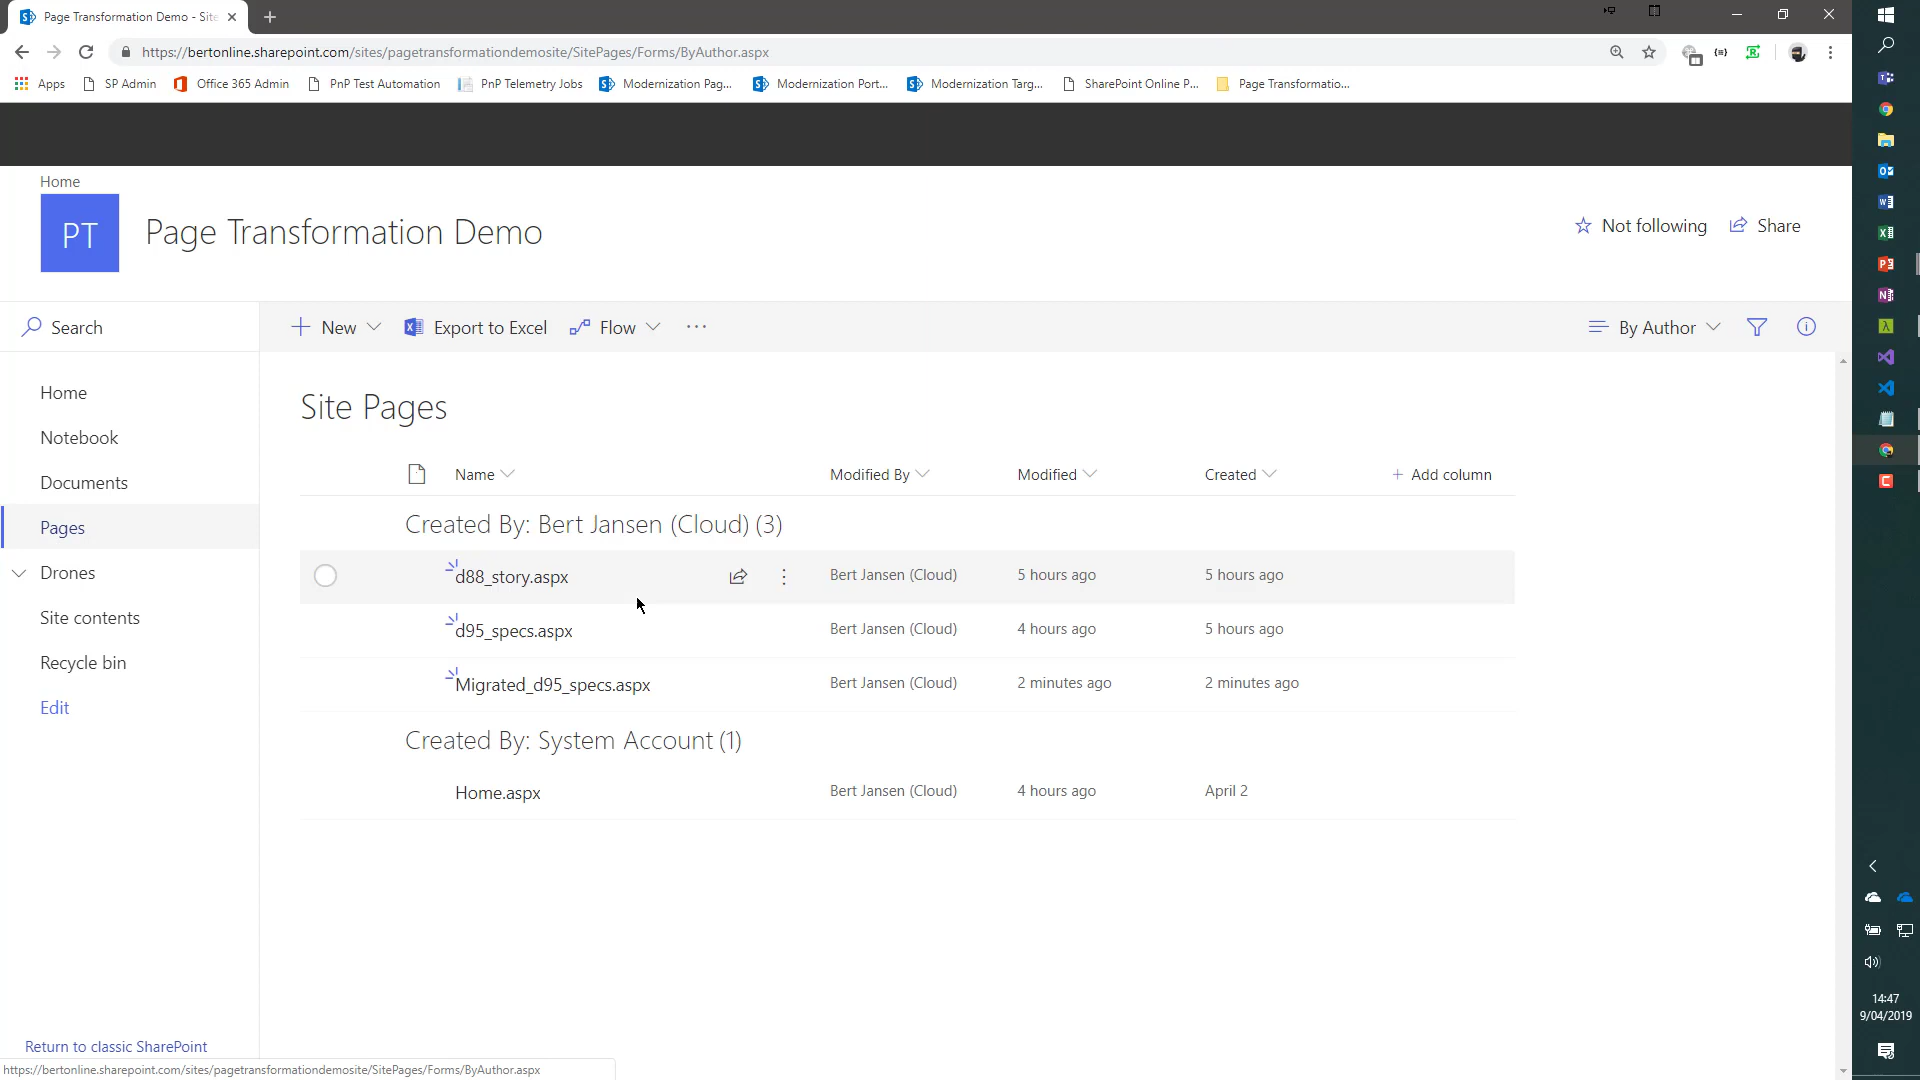 Page Transformation Demo - Site
https://bertonline.sharepoint.com/sites/pagetransformationdemosite/SitePages/Forms/ByAuthor.aspx
Apps SP Admin Office 365 Admin PnP Test Automation PnP Telemetry Jobs Modernization Pag... Modernization Port... Modernization Targ... SharePoint Online P... Page Transformatio...
Home
PT
Page Transformation Demo
Not following Share
Search
New Export to Excel Flow ...
By Author
Home
Notebook
Documents
Pages
Drones
Site contents
Recycle bin
Edit
Return to classic SharePoint
Site Pages
Name Modified By Modified Created + Add column
Created By: Bert Jansen (Cloud) (3)
d88_story.aspx Bert Jansen (Cloud) 5 hours ago 5 hours ago
d95_specs.aspx Bert Jansen (Cloud) 4 hours ago 5 hours ago
Migrated_d95_specs.aspx Bert Jansen (Cloud) 2 minutes ago 2 minutes ago
Created By: System Account (1)
Home.aspx Bert Jansen (Cloud) 4 hours ago April 2
https://bertonline.sharepoint.com/sites/pagetransformationdemosite/SitePages/Forms/ByAuthor.aspx
14:47
9/04/2019